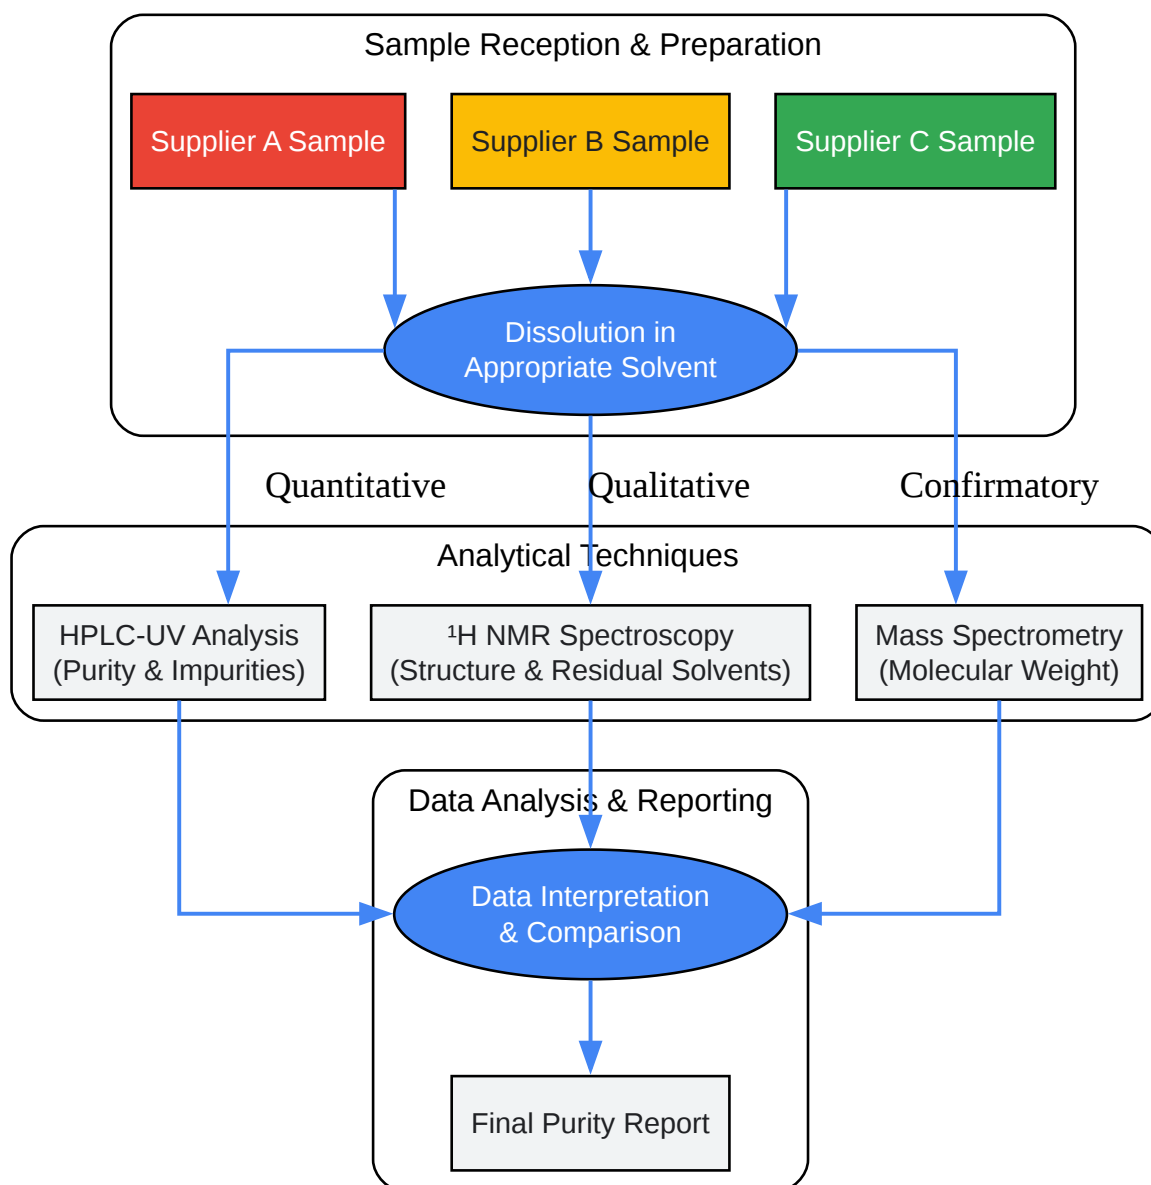 Sample Reception & Preparation
Supplier A Sample
Supplier B Sample
Supplier C Sample
Dissolution in
Appropriate Solvent
Quantitative
Qualitative
Confirmatory
Analytical Techniques
HPLC-UV Analysis
(Purity & Impurities)
¹H NMR Spectroscopy
(Structure & Residual Solvents)
Mass Spectrometry
(Molecular Weight)
Data Analysis & Reporting
Data Interpretation
& Comparison
Final Purity Report